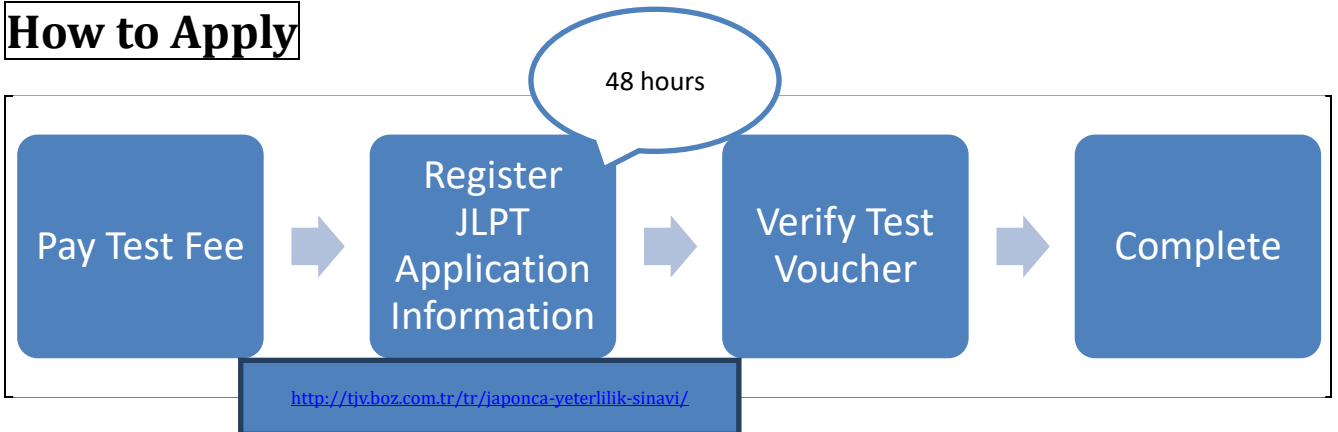 How to Apply
48 hours
Pay Test Fee
Register
JLPT
Application
Information
Verify Test
Voucher
Complete
http://tjv.boz.com.tr/tr/japonca-yeterlilik-sinavi/